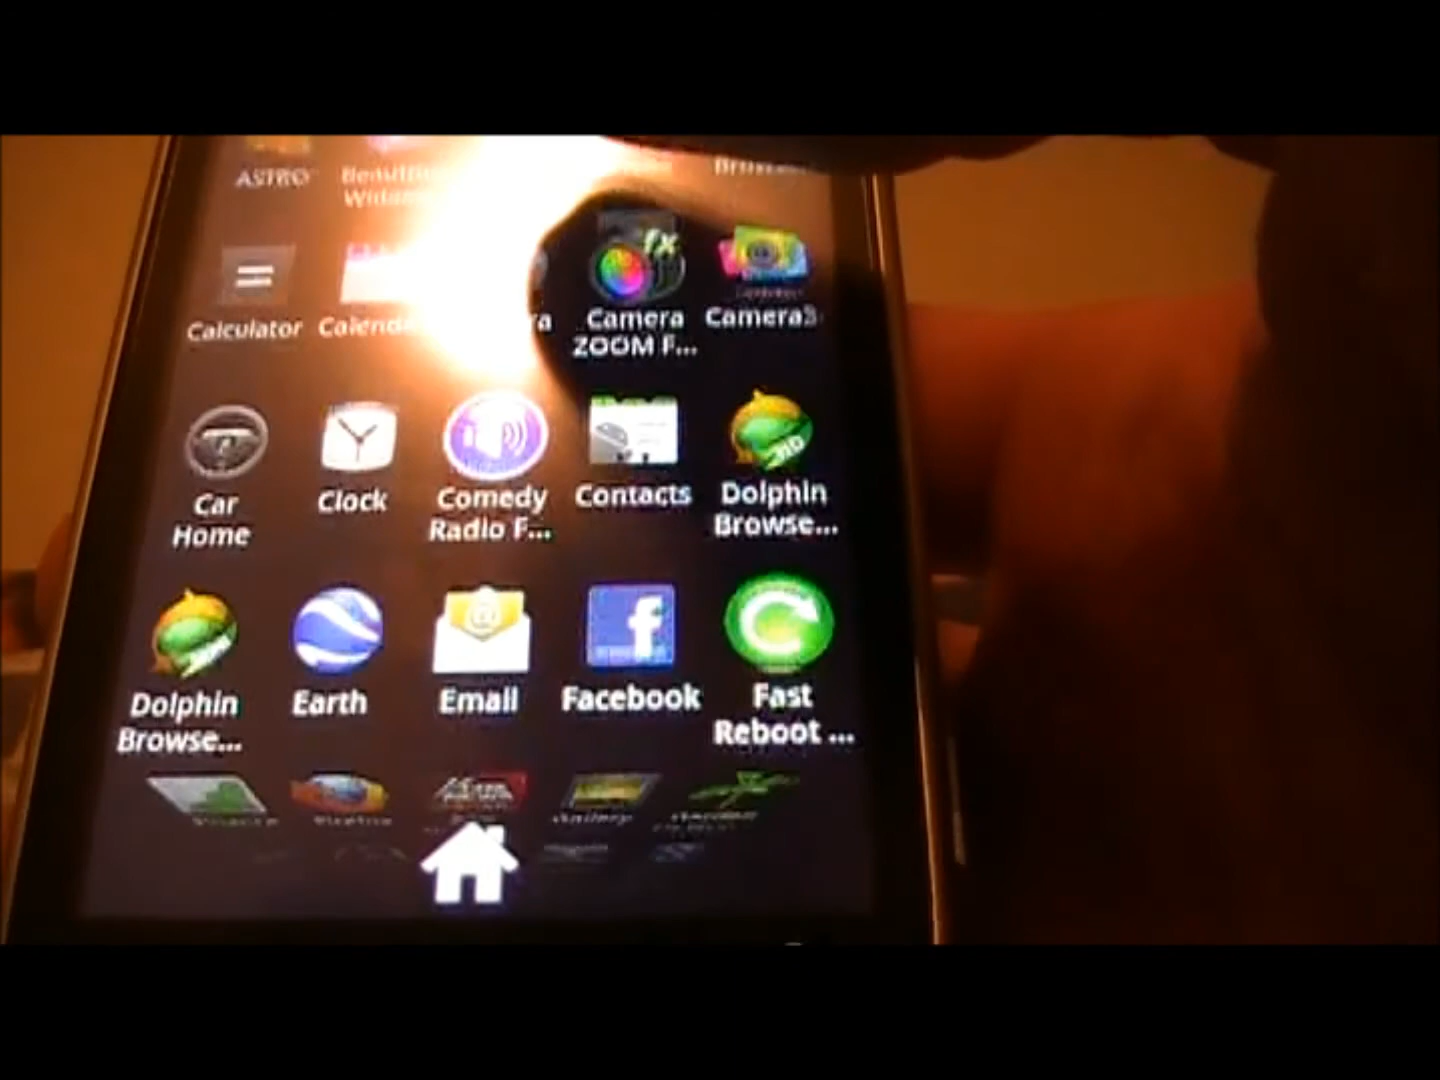 ASTRO
Calculator
Camera
ZOOM F...
Car
Home
Clock
Comedy
Radio F...
Contacts
Dolphin
Browse...
Dolphin
Browse...
Earth
Email
Facebook
Fast
Reboot ...